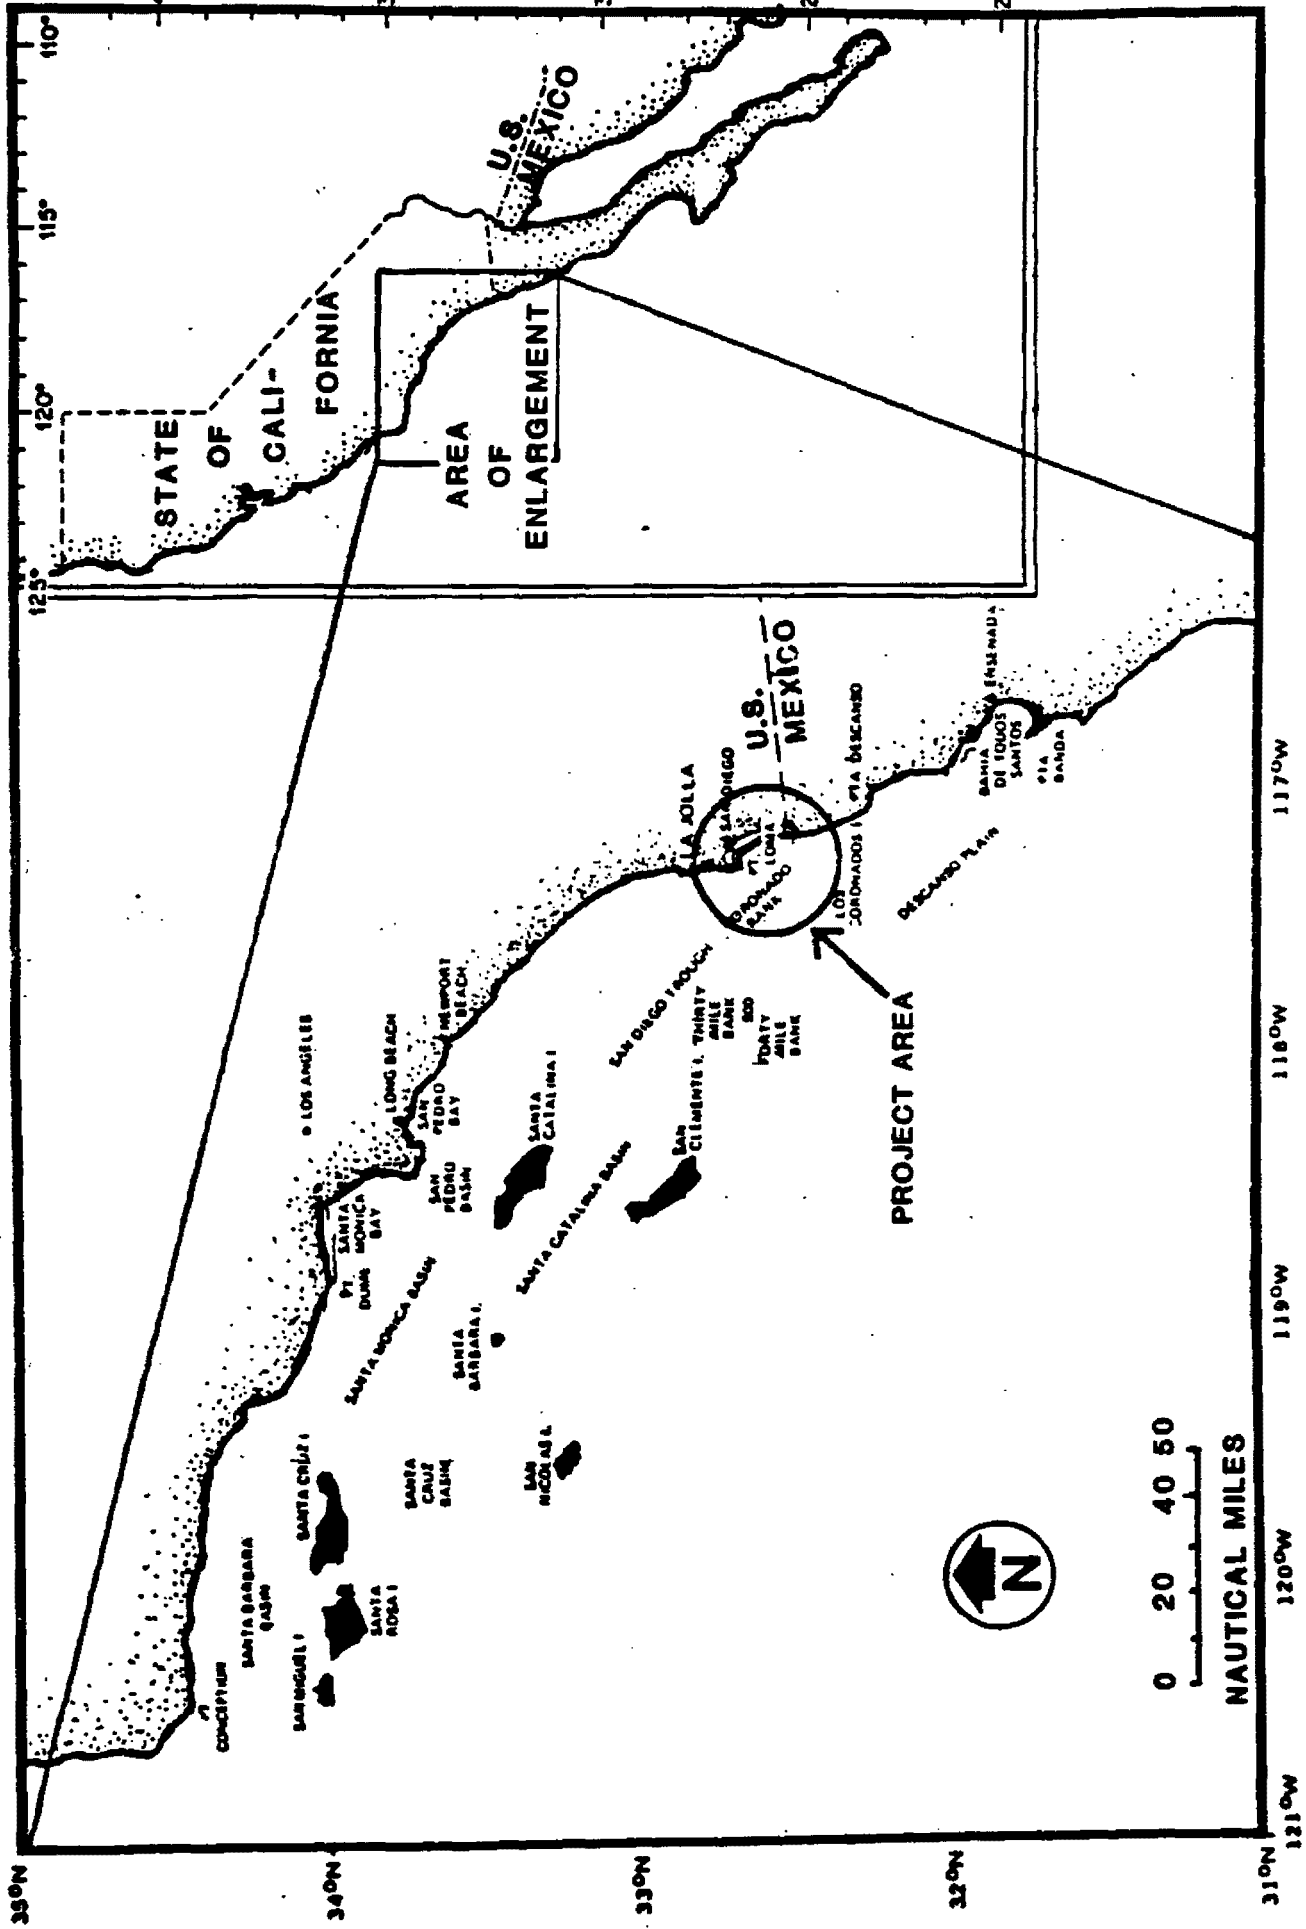 35°N
34°N
33°N
32°N
31°N
121°W
120°W
119°W
118°W
117°W
125°
120°
115°
110°
STATE
OF
CALI-
FORNIA
AREA
OF
ENLARGEMENT
U.S.
MEXICO
CONCEPTION
SANTA BARBARA
BASIN
SAN MIGUEL I
SANTA
ROSA I
SANTA CRUZ I
SANTA
CRUZ
BASIN
SAN
NICOLAS I.
SANTA MONICA BASIN
SANTA
BARBARA I.
PT.
DUME
SANTA
MONICA
BAY
LOS ANGELES
LONG BEACH
SAN
PEDRO
BAY
SAN
PEDRO
BASIN
NEWPORT
BEACH
SANTA
CATALINA I
SANTA CATALINA BASIN
SAN
CLEMENTE I.
SAN DIEGO TROUGH
THIRTY
MILE
BANK
FORTY
MILE
BANK
LA JOLLA
SAN DIEGO
PT.
LOMA
CORONADO
BANK
U.S.
MEXICO
LOS
CORONADOS I
PTA DESCANSO
DESCANSO PLAIN
ENSENADA
BAHIA
DE TODOS
SANTOS
PTA
BANDA
PROJECT AREA
N
0 20 40 50
NAUTICAL MILES